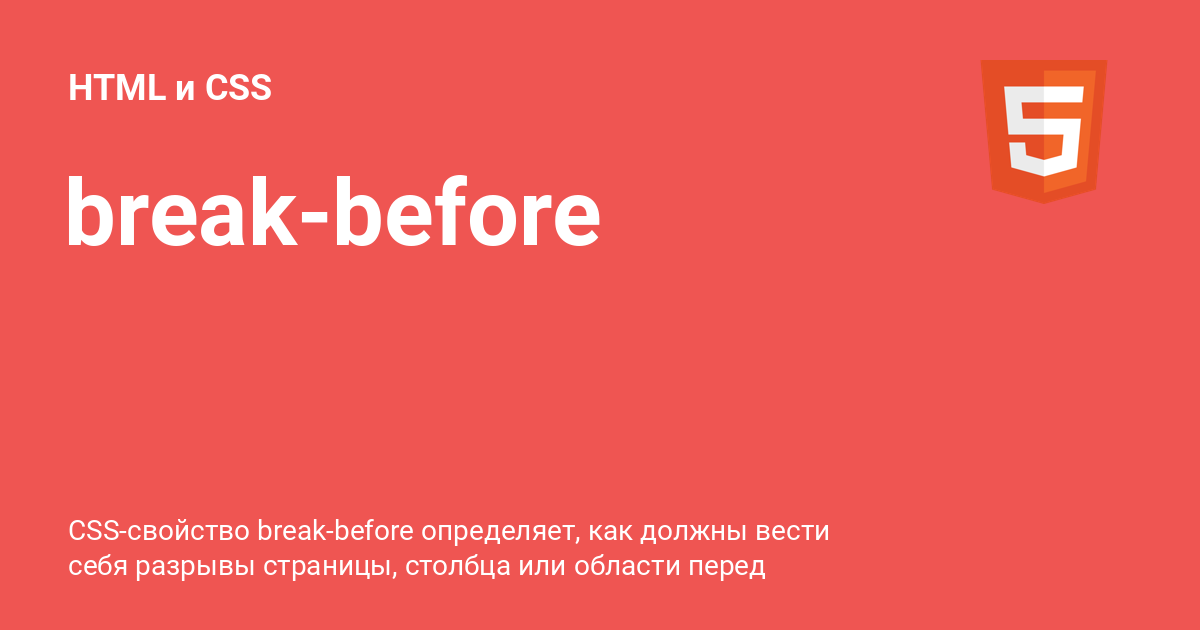 HTML и CSS
break-before
CSS-свойство break-before определяет, как должны вести
себя разрывы страницы, столбца или области перед